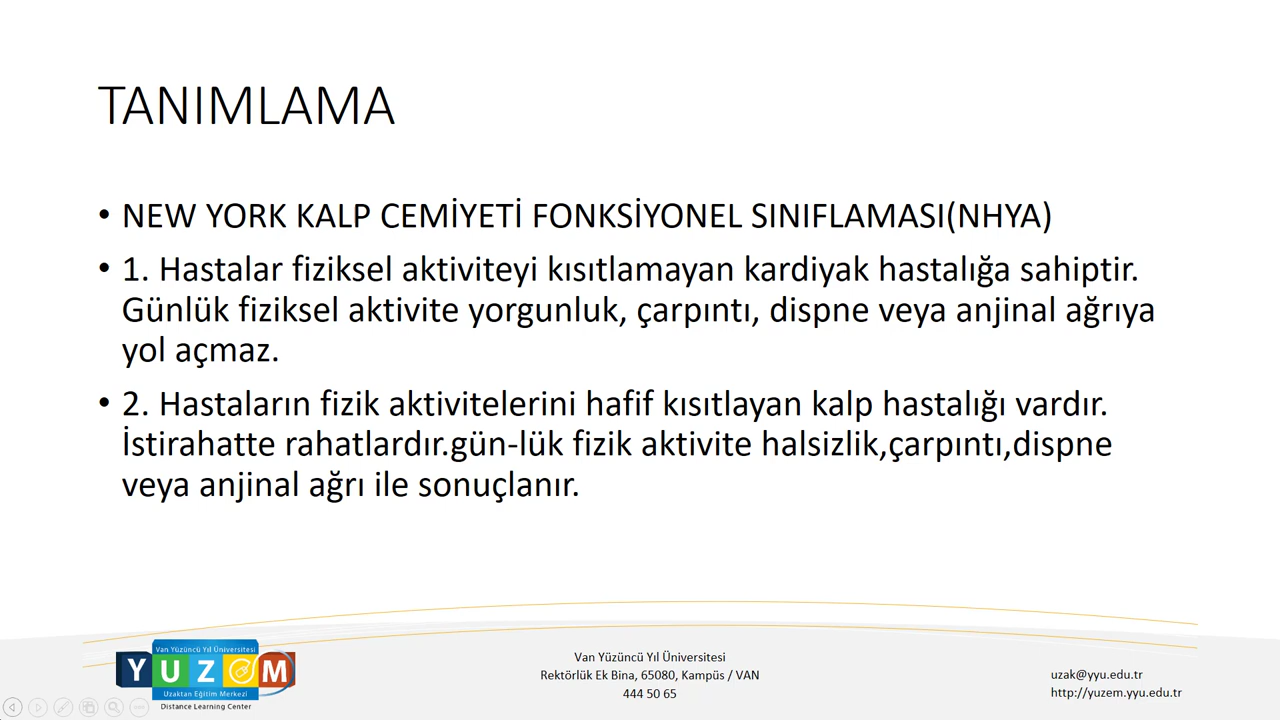 TANIMLAMA
• NEW YORK KALP CEMİYETİ FONKSİYONEL SINIFLAMASI(NHYA)
• 1. Hastalar fiziksel aktiviteyi kısıtlamayan kardiyak hastalığa sahiptir.
Günlük fiziksel aktivite yorgunluk, çarpıntı, dispne veya anjinal ağrıya
yol açmaz.
• 2. Hastaların fizik aktivitelerini hafif kısıtlayan kalp hastalığı vardır.
İstirahatte rahatlardır.gün-lük fizik aktivite halsizlik,çarpıntı,dispne
veya anjinal ağrı ile sonuçlanır.
Van Yüzüncü Yıl Üniversitesi
YUZEM
Uzaktan Eğitim Merkezi
Distance Learning Center
Van Yüzüncü Yıl Üniversitesi
Rektörlük Ek Bina, 65080, Kampüs / VAN
444 50 65
uzak@yyu.edu.tr
http://yuzem.yyu.edu.tr